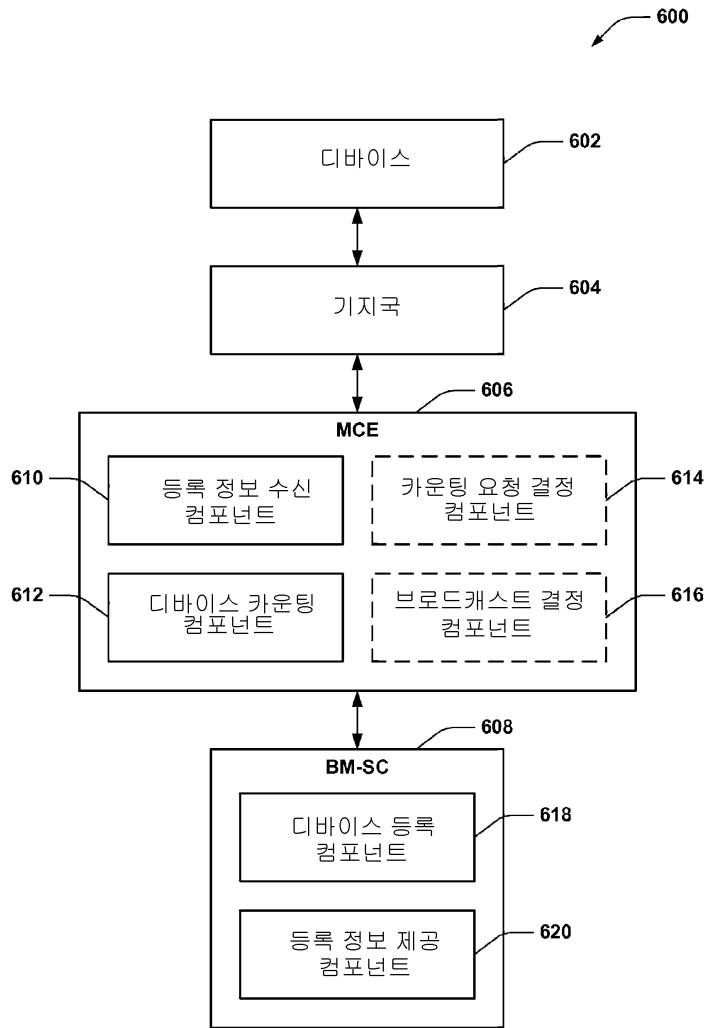 600
디바이스
602
기지국
604
606
MCE
610
등록 정보 수신
컴포넌트
카운팅 요청 결정
컴포넌트
614
612
디바이스 카운팅
컴포넌트
브로드캐스트 결정
컴포넌트
616
608
BM-SC
디바이스 등록
컴포넌트
618
등록 정보 제공
컴포넌트
620